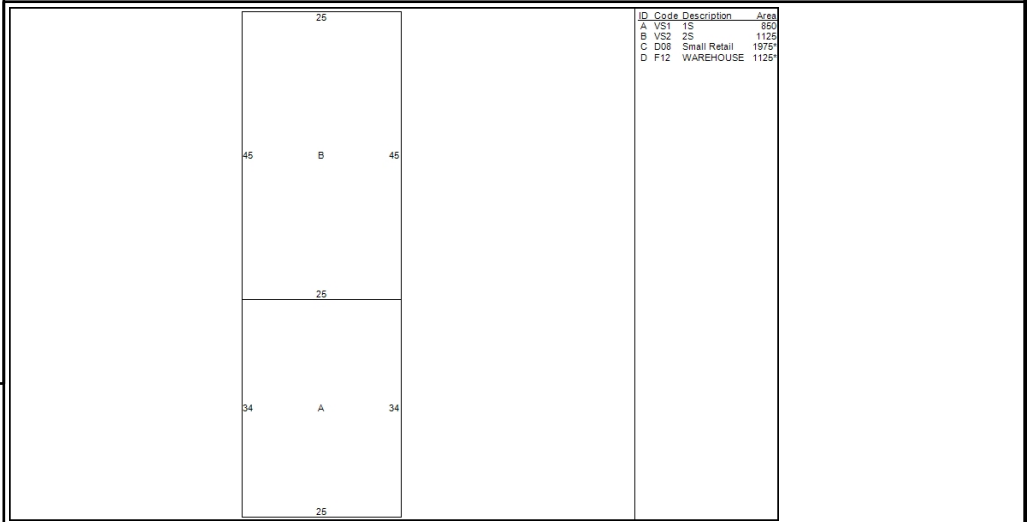 25
45 B 45
25
34 A 34
25
ID Code Description Area
A VS1 1S 850
B VS2 2S 1125
C D08 Small Retail 1975*
D F12 WAREHOUSE 1125*